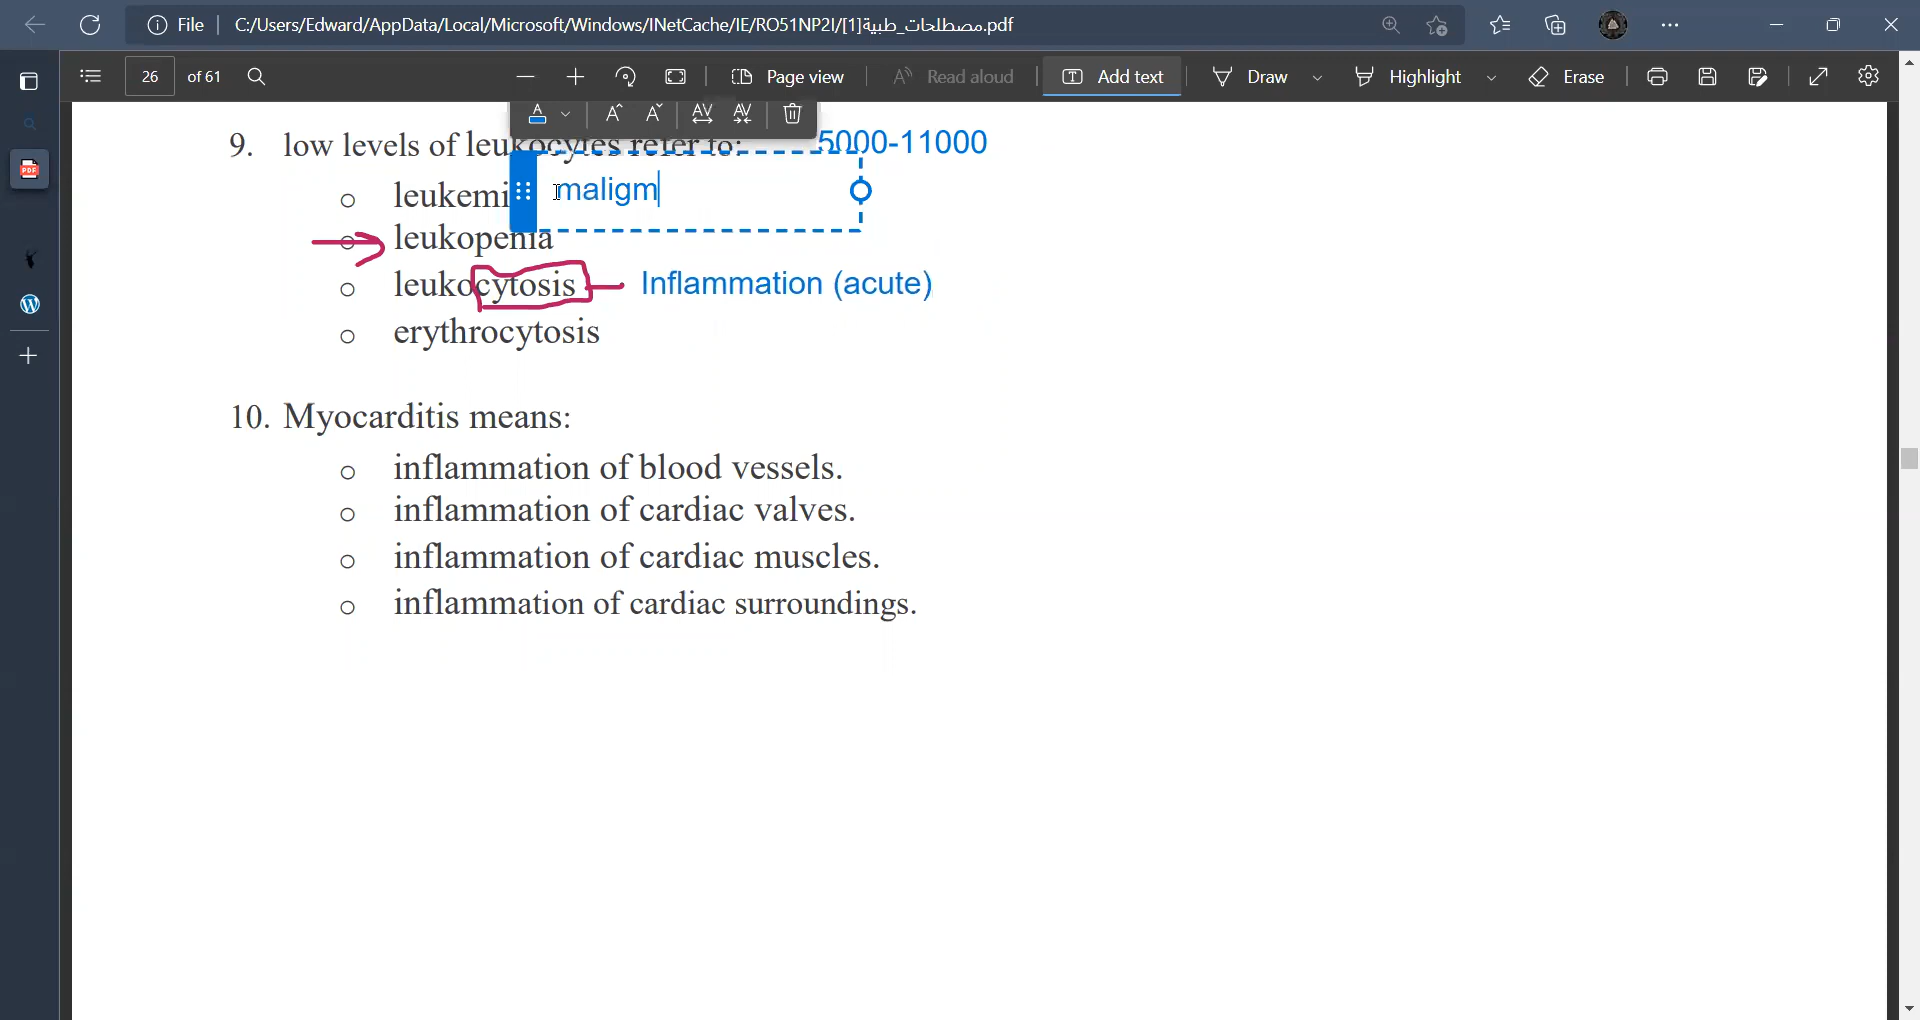 File C:/Users/Edward/AppData/Local/Microsoft/Windows/INetCache/IE/RO51NP2I/[1]مصطلحات_طبية.pdf
26 of 61 Page view Read aloud Add text Draw Highlight Erase
9. low levels of leukocytes refer to: 5000-11000
leukemi maligm
leukopenia
leukocytosis Inflammation (acute)
erythrocytosis
10. Myocarditis means:
inflammation of blood vessels.
inflammation of cardiac valves.
inflammation of cardiac muscles.
inflammation of cardiac surroundings.